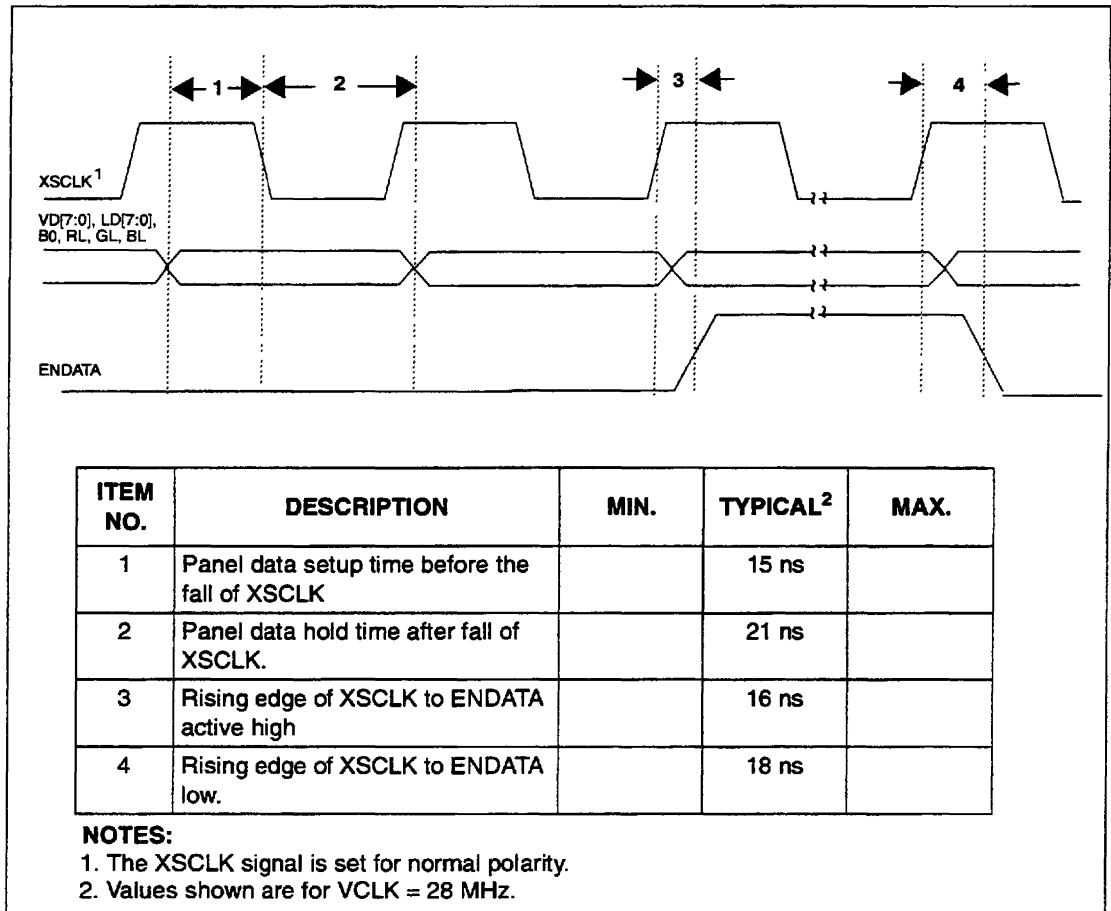 1 2 3 4
XSCLK1
VD[7:0], LD[7:0],
B0, RL, GL, BL
ENDATA
ITEM NO. DESCRIPTION MIN. TYPICAL2 MAX.
1 Panel data setup time before the fall of XSCLK 15 ns
2 Panel data hold time after fall of XSCLK. 21 ns
3 Rising edge of XSCLK to ENDATA active high 16 ns
4 Rising edge of XSCLK to ENDATA low. 18 ns
NOTES:
1. The XSCLK signal is set for normal polarity.
2. Values shown are for VCLK = 28 MHz.